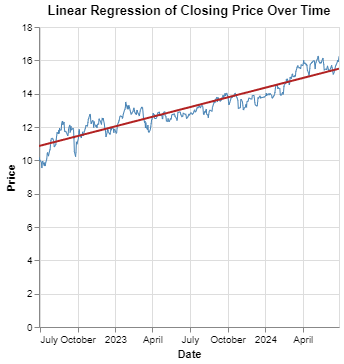 Linear Regression of Closing Price Over Time
18
16
14
12
10
8
6
4
2
0
Price
July October 2023 April July October 2024 April
Date